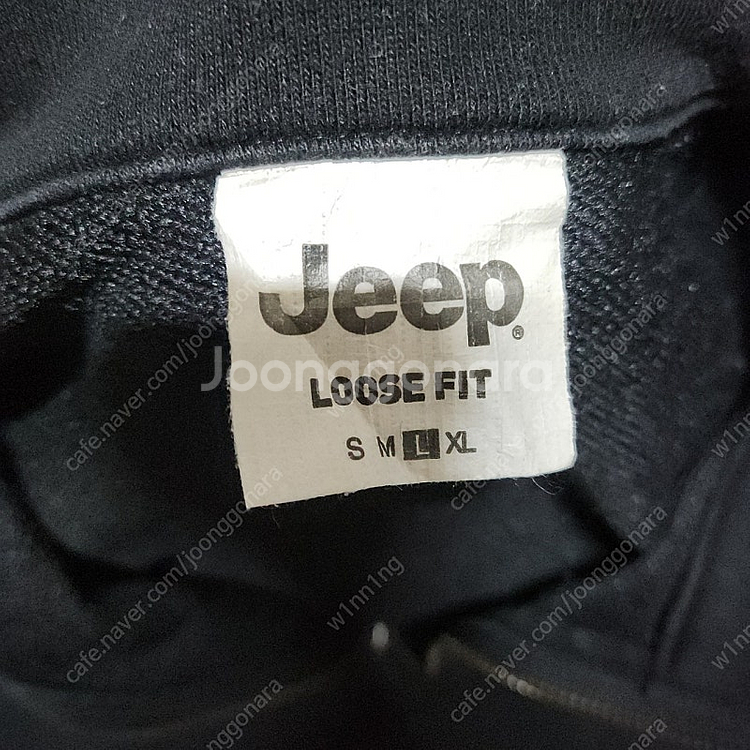 Jeep®
LOOSE FIT
S M L XL
Joonggonara
cafe.naver.com/joonggonara
w1nn1ng